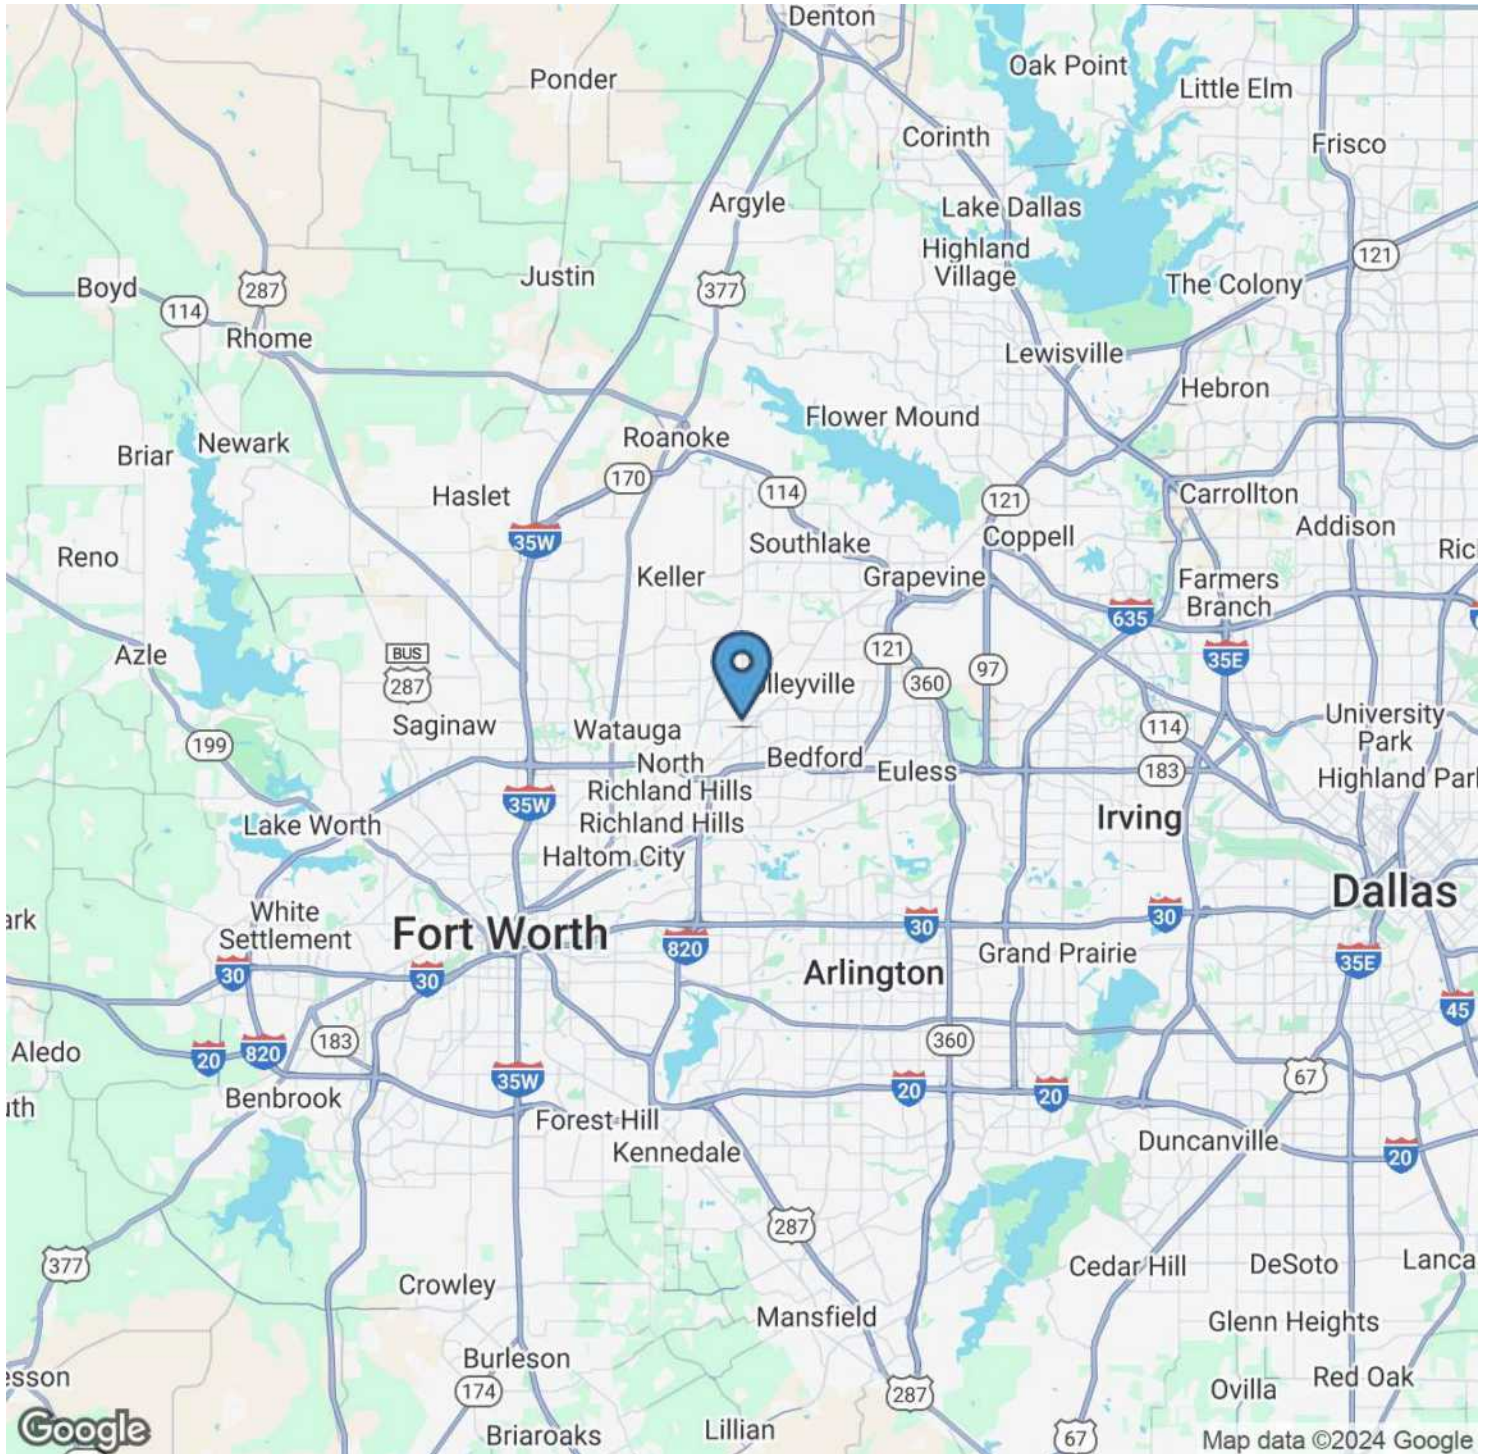 Denton
Oak Point
Ponder
Little Elm
Corinth
Frisco
Argyle
Lake Dallas
Highland
Village
121
Justin
377
The Colony
Boyd
287
114
Rhome
Lewisville
Hebron
Flower Mound
Roanoke
Newark
Briar
170
114
Haslet
121
Carrollton
Addison
35W
Coppell
Southlake
Reno
Keller
Grapevine
Farmers
Branch
635
121
BUS
287
Azle
35E
97
360
olleyville
Saginaw
Watauga
199
114
University
Park
North
Richland Hills
Bedford
Euless
183
Highland Park
35W
Richland Hills
Lake Worth
Irving
Haltom City
Dallas
White
Settlement
Fort Worth
30
30
820
30
30
Arlington
Grand Prairie
35E
45
183
360
Aledo
20
820
35W
67
20
20
Benbrook
Forest Hill
Kennedale
Duncanville
20
287
377
Cedar Hill
DeSoto
Lanca
Crowley
Mansfield
Glenn Heights
Burleson
esson
174
287
Ovilla
Red Oak
Google
Briaroaks
Lillian
67
Map data ©2024 Google